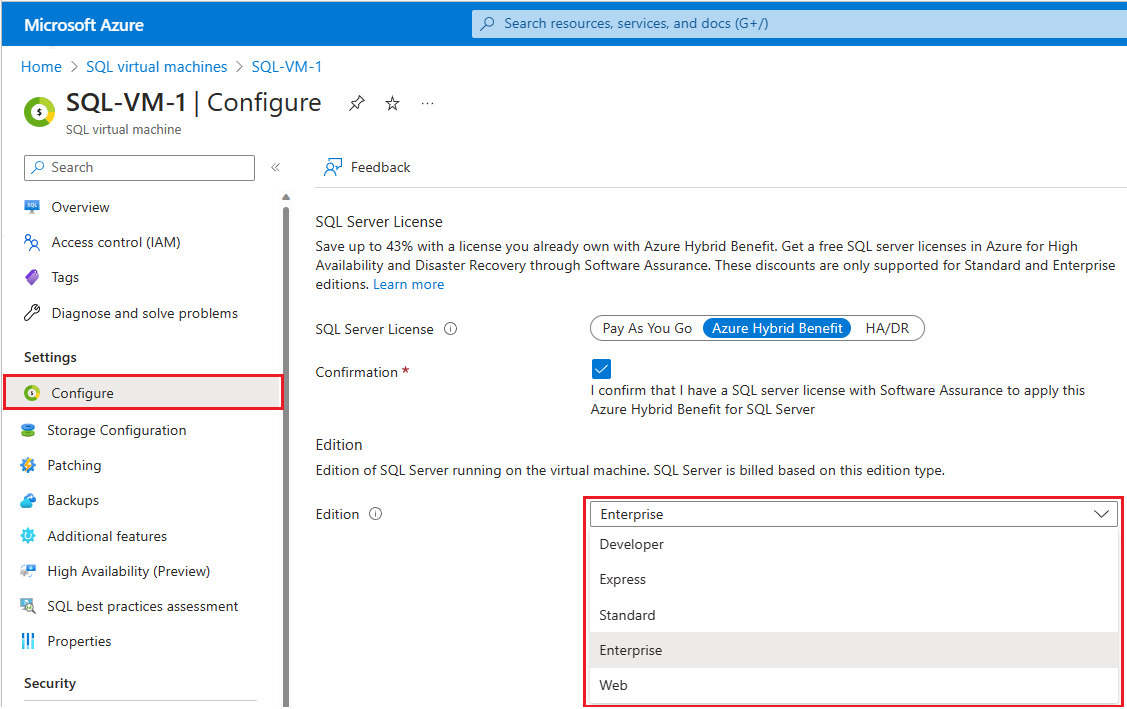 Microsoft Azure
Search resources, services, and docs (G+/)
Home > SQL virtual machines > SQL-VM-1
SQL-VM-1 | Configure
SQL virtual machine
Search
Overview
Access control (IAM)
Tags
Diagnose and solve problems
Settings
Configure
Storage Configuration
Patching
Backups
Additional features
High Availability (Preview)
SQL best practices assessment
Properties
Security
Feedback
SQL Server License
Save up to 43% with a license you already own with Azure Hybrid Benefit. Get a free SQL server licenses in Azure for High
Availability and Disaster Recovery through Software Assurance. These discounts are only supported for Standard and Enterprise
editions. Learn more
SQL Server License
Pay As You Go Azure Hybrid Benefit HA/DR
Confirmation *
I confirm that I have a SQL server license with Software Assurance to apply this
Azure Hybrid Benefit for SQL Server
Edition
Edition of SQL Server running on the virtual machine. SQL Server is billed based on this edition type.
Edition
Enterprise
Developer
Express
Standard
Enterprise
Web